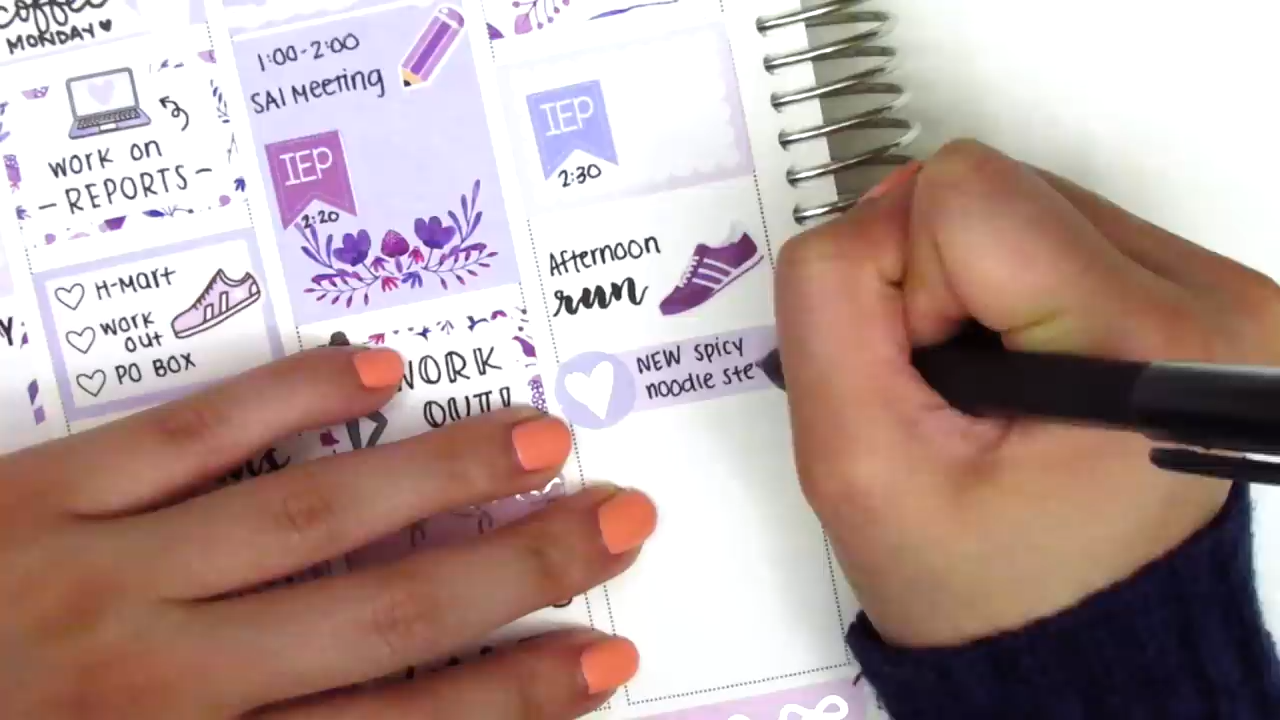 coffee
MONDAY
work on
-REPORTS-
H-Mart
work
out
PO BOX
1:00-2:00
SAI Meeting
IEP
2:20
WORK
OUT!
IEP
2:30
Afternoon
run
NEW spicy
noodle ste